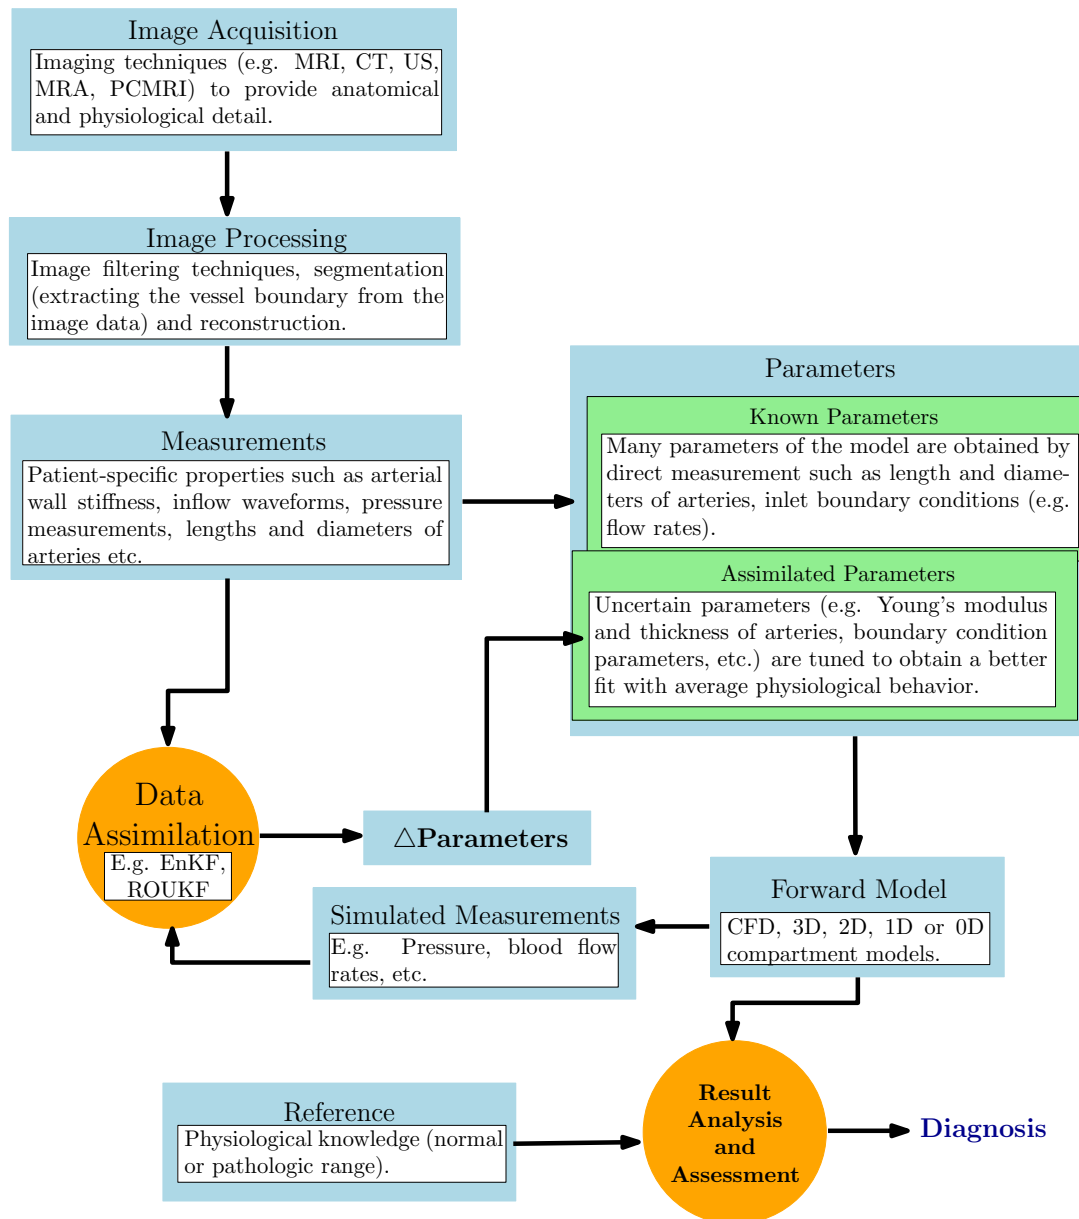 Image Acquisition
Imaging techniques (e.g. MRI, CT, US,
MRA, PCMRI) to provide anatomical
and physiological detail.
Image Processing
Image filtering techniques, segmentation
(extracting the vessel boundary from the
image data) and reconstruction.
Measurements
Patient-specific properties such as arterial
wall stiffness, inflow waveforms, pressure
measurements, lengths and diameters of
arteries etc.
Parameters
Known Parameters
Many parameters of the model are obtained by
direct measurement such as length and diame-
ters of arteries, inlet boundary conditions (e.g.
flow rates).
Assimilated Parameters
Uncertain parameters (e.g. Young's modulus
and thickness of arteries, boundary condition
parameters, etc.) are tuned to obtain a better
fit with average physiological behavior.
Data
Assimilation
E.g. EnKF,
ROUKF
△Parameters
Simulated Measurements
E.g. Pressure, blood flow
rates, etc.
Forward Model
CFD, 3D, 2D, 1D or 0D
compartment models.
Reference
Physiological knowledge (normal
or pathologic range).
Result
Analysis
and
Assessment
Diagnosis